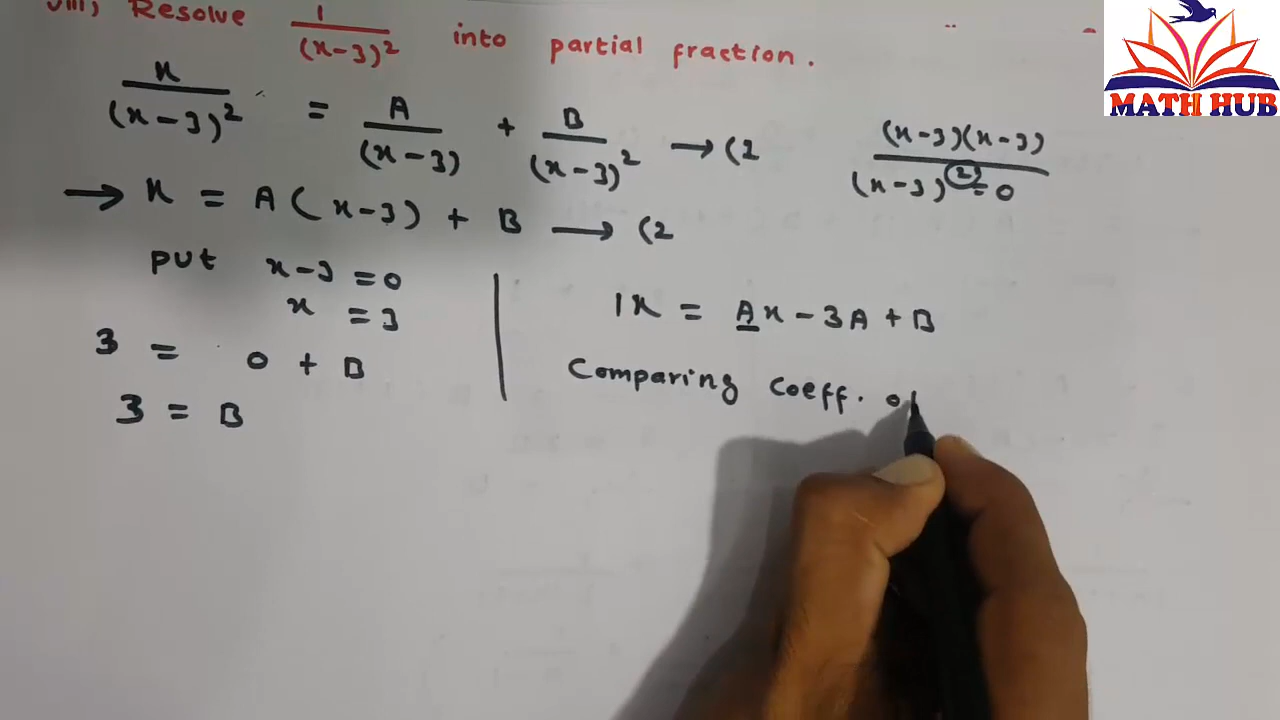 viii, Resolve 1/(x-3)² into partial fraction.
MATH HUB
x/(x-3)² = A/(x-3) + B/(x-3)² → (2
(x-3)(x-3)/(x-3)² = 0
→ x = A(x-3) + B → (2
put x-3 = 0
x = 3
3 = 0 + B
3 = B
1x = Ax - 3A + B
Comparing Coeff. of